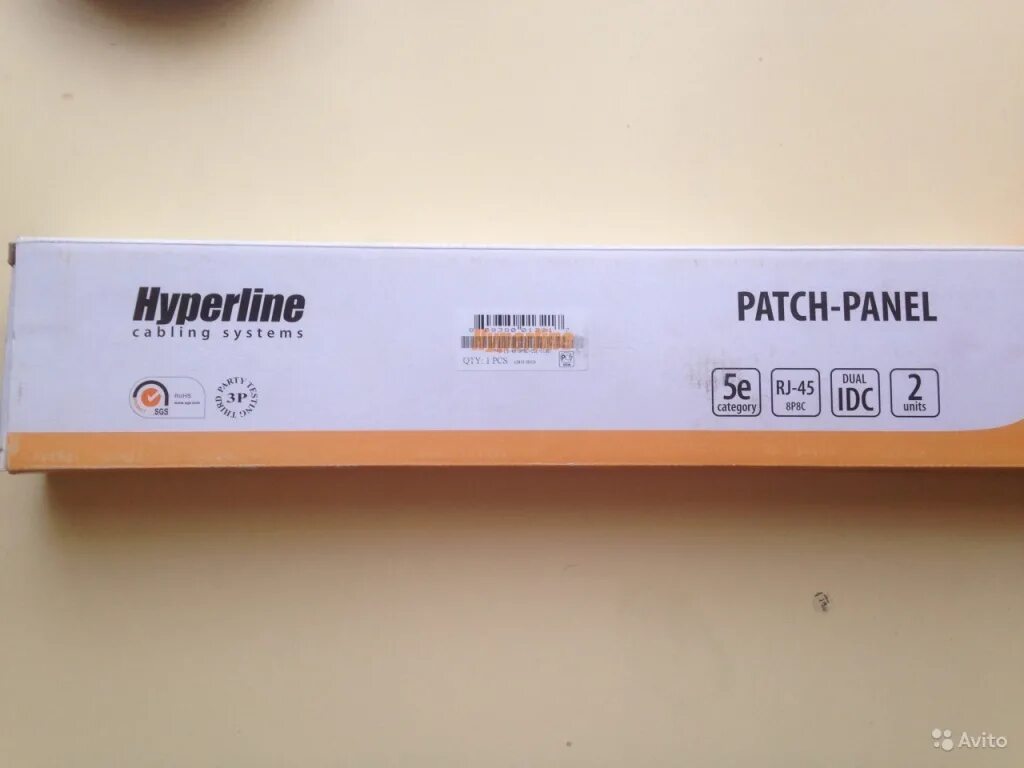 Hyperline
cabling systems
RoHS
SGS
PARTY TESTING THIRD
3P
Hyperline
QTY: 1 PCS
PATCH-PANEL
5e
category
RJ-45
8P8C
DUAL
IDC
2
units
Avito